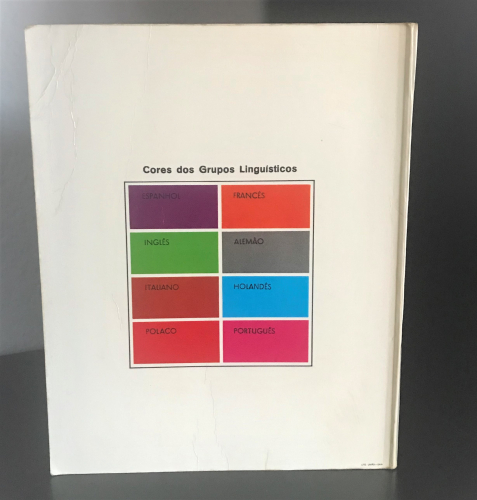 Cores dos Grupos Linguísticos
ESPANHOL
FRANCÊS
INGLÊS
ALEMÃO
ITALIANO
HOLANDÊS
POLACO
PORTUGUÊS